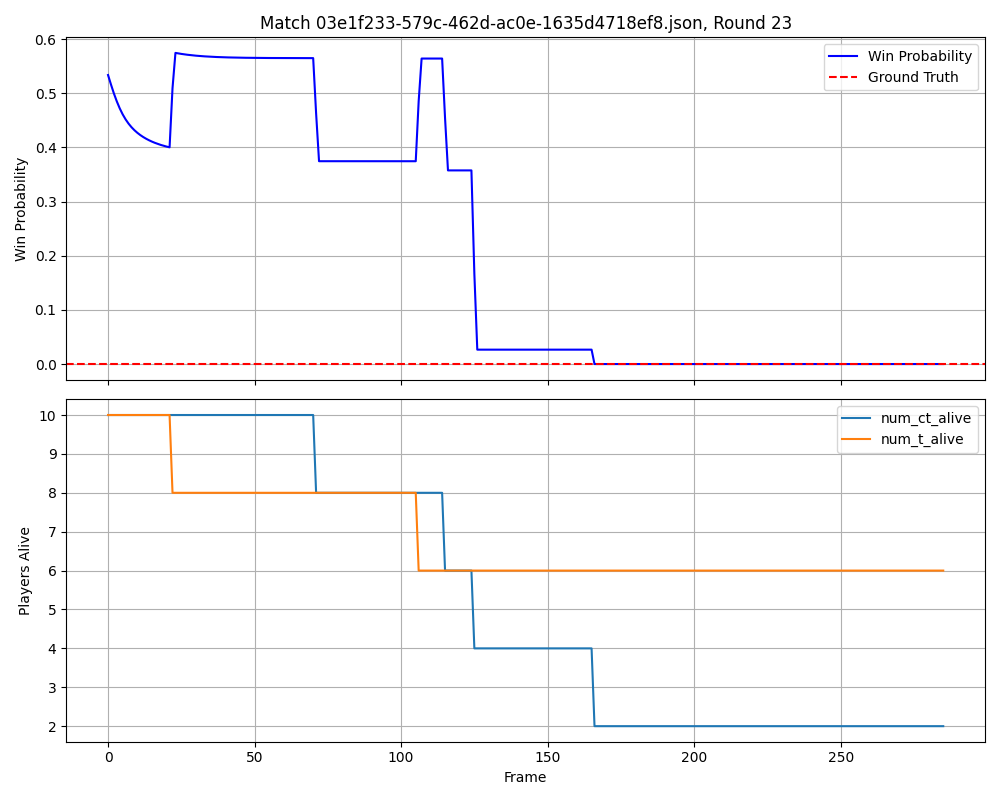 Match 03e1f233-579c-462d-ac0e-1635d4718ef8.json, Round 23
Win Probability
0.6
0.5
0.4
0.3
0.2
0.1
0.0
Win Probability
Ground Truth
Players Alive
10
9
8
7
6
5
4
3
2
num_ct_alive
num_t_alive
0
50
100
150
200
250
Frame